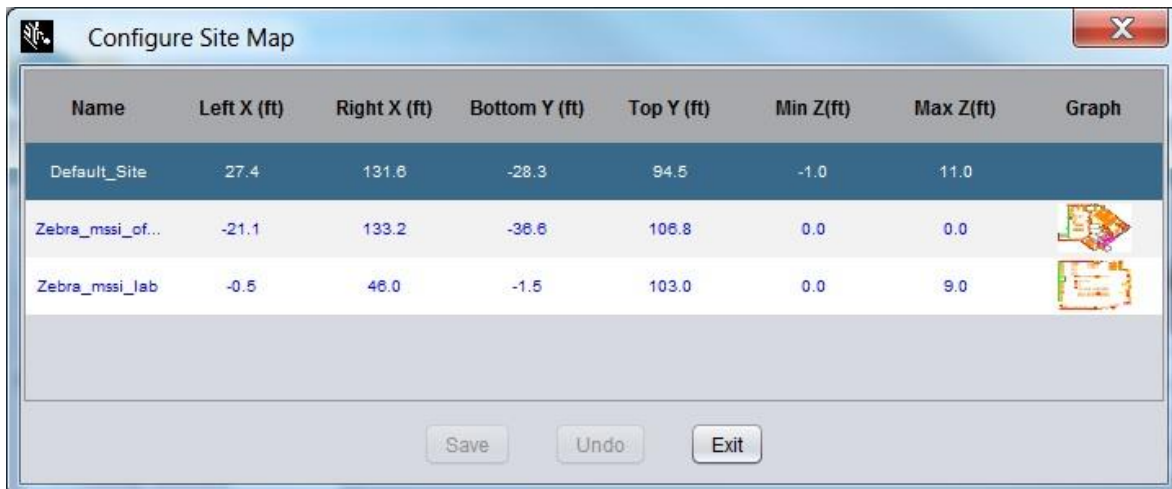 Configure Site Map
Name Left X (ft) Right X (ft) Bottom Y (ft) Top Y (ft) Min Z(ft) Max Z(ft) Graph
Default_Site 27.4 131.6 -28.3 94.5 -1.0 11.0
Zebra_mssi_of... -21.1 133.2 -36.6 106.8 0.0 0.0
Zebra_mssi_lab -0.5 46.0 -1.5 103.0 0.0 9.0
Save Undo Exit